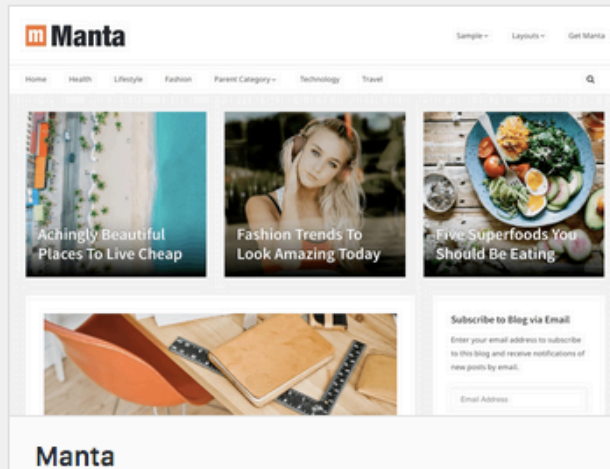 m Manta
Sample Layouts Get Manta
Home Health Lifestyle Fashion Parent Category Technology Travel
Achingly Beautiful
Places To Live Cheap
Fashion Trends To
Look Amazing Today
Five Superfoods You
Should Be Eating
Subscribe to Blog via Email
Enter your email address to subscribe
to this blog and receive notifications of
new posts by email.
Email Address
Manta